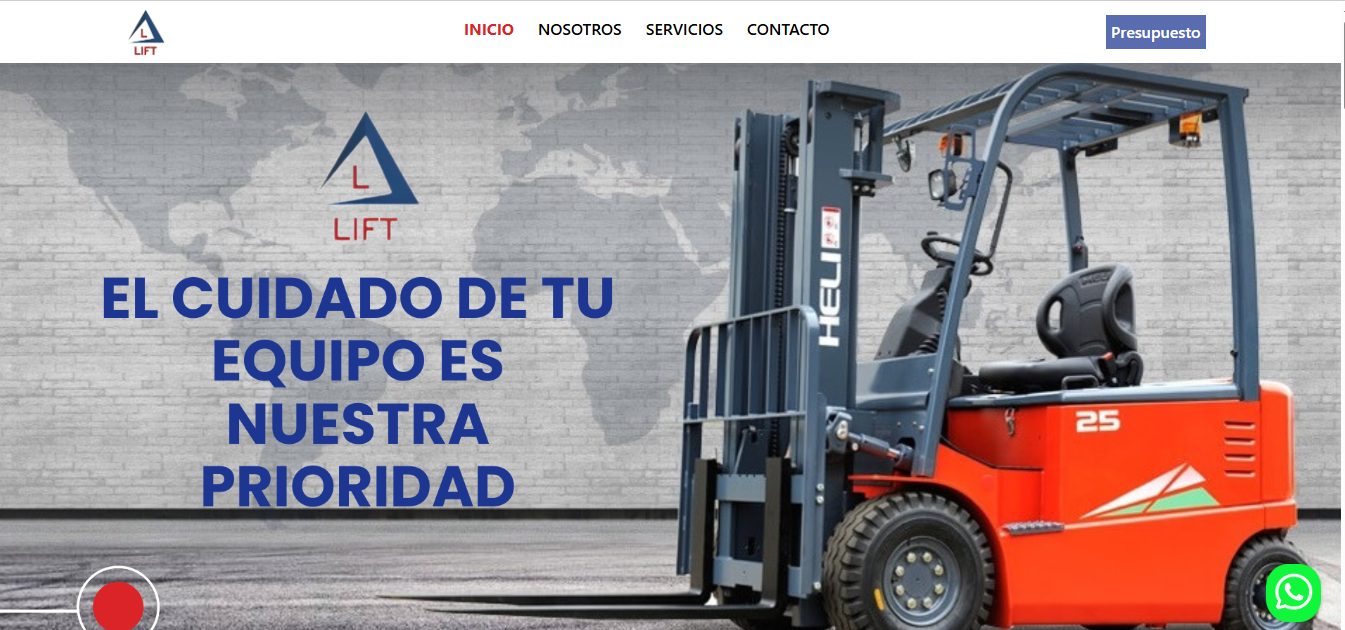 L
LIFT
INICIO NOSOTROS SERVICIOS CONTACTO
Presupuesto
L
LIFT
EL CUIDADO DE TU
EQUIPO ES
NUESTRA
PRIORIDAD
HELI
25